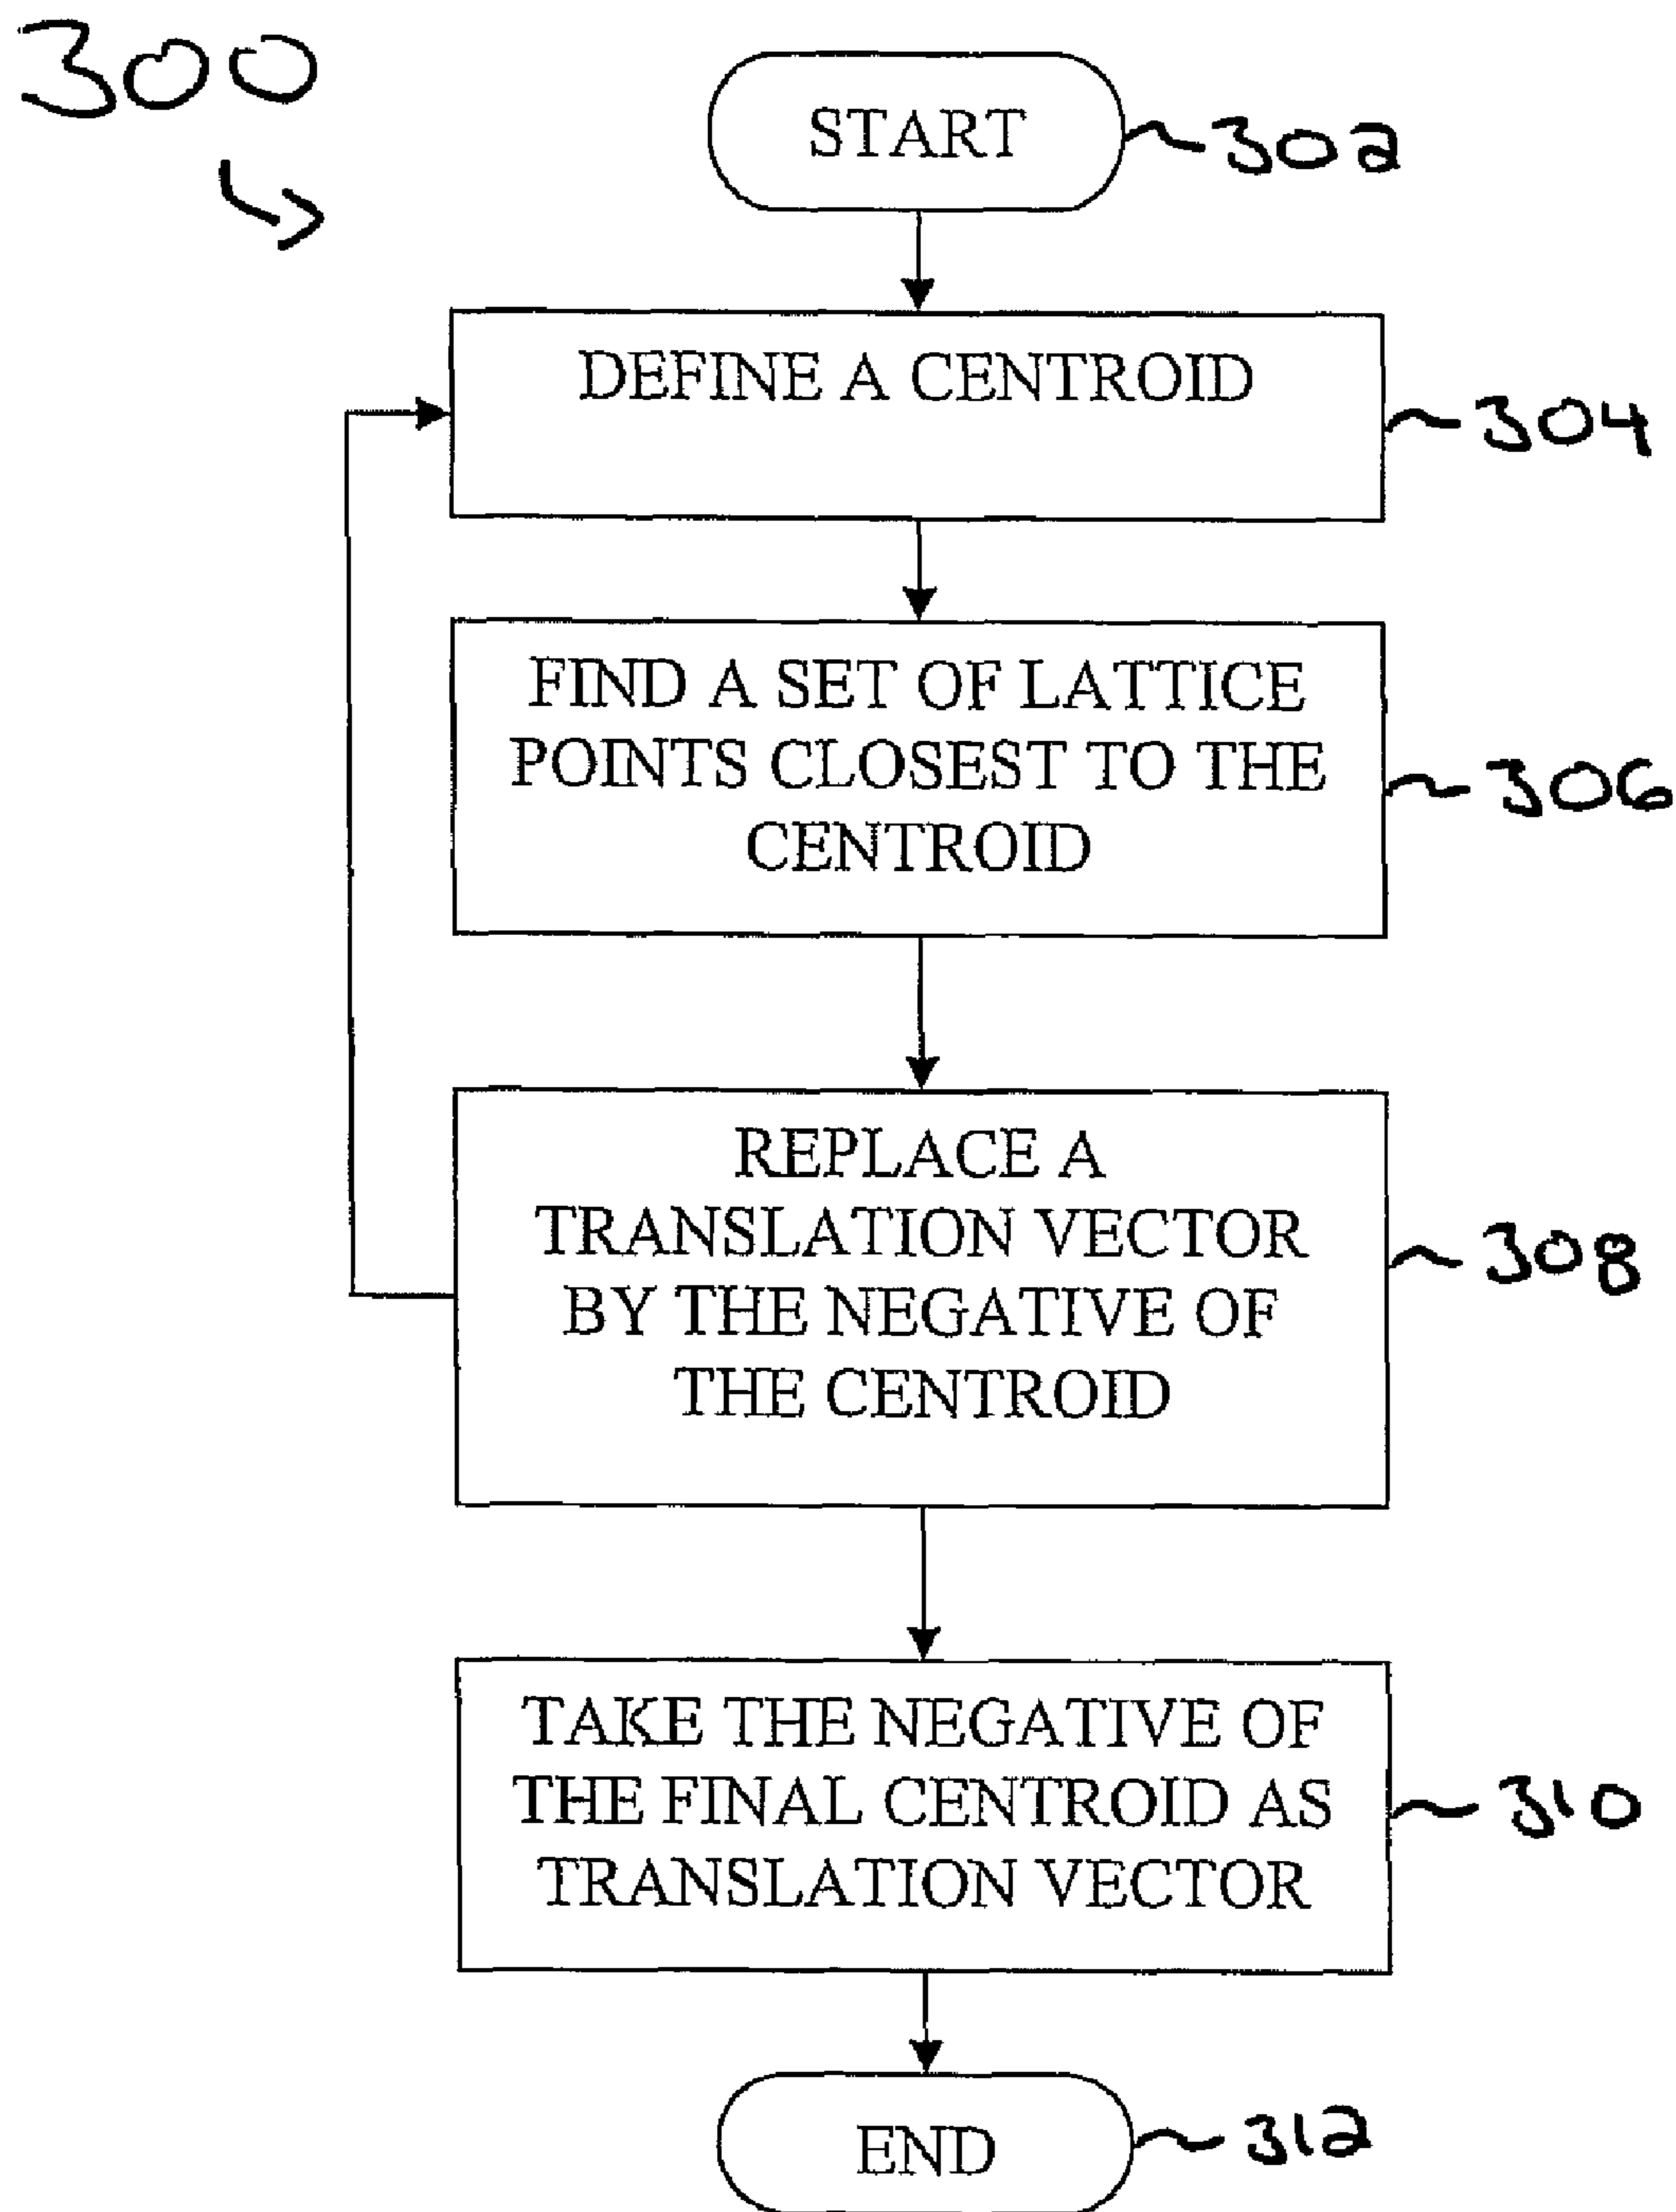 300
START
302
DEFINE A CENTROID
304
FIND A SET OF LATTICE
POINTS CLOSEST TO THE
CENTROID
306
REPLACE A
TRANSLATION VECTOR
BY THE NEGATIVE OF
THE CENTROID
308
TAKE THE NEGATIVE OF
THE FINAL CENTROID AS
TRANSLATION VECTOR
310
END
312